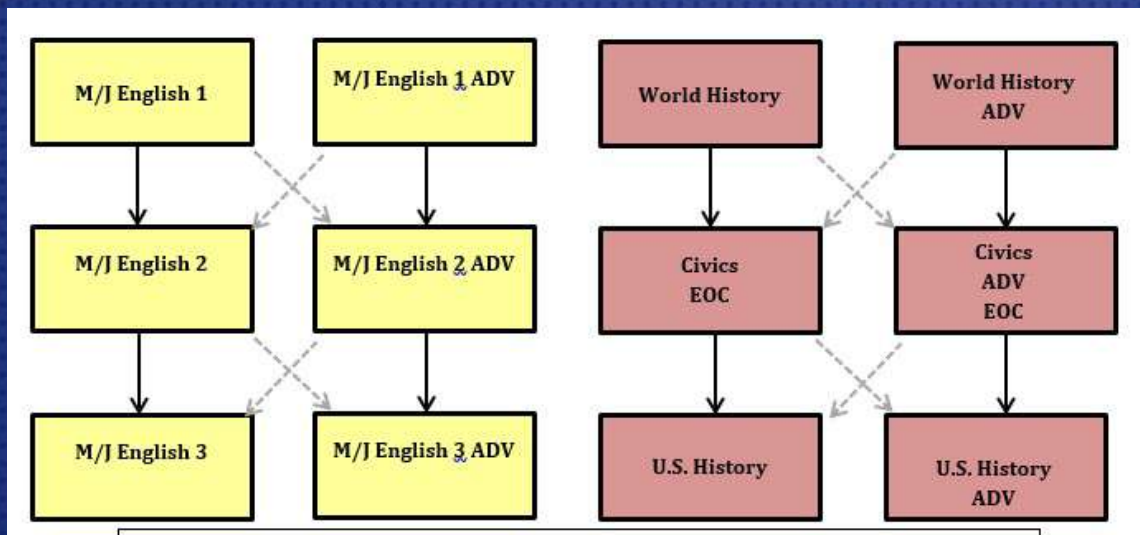 M/J English 1
M/J English 1 ADV
World History
World History
ADV
M/J English 2
M/J English 2 ADV
Civics
EOC
Civics
ADV
EOC
M/J English 3
M/J English 3 ADV
U.S. History
U.S. History
ADV